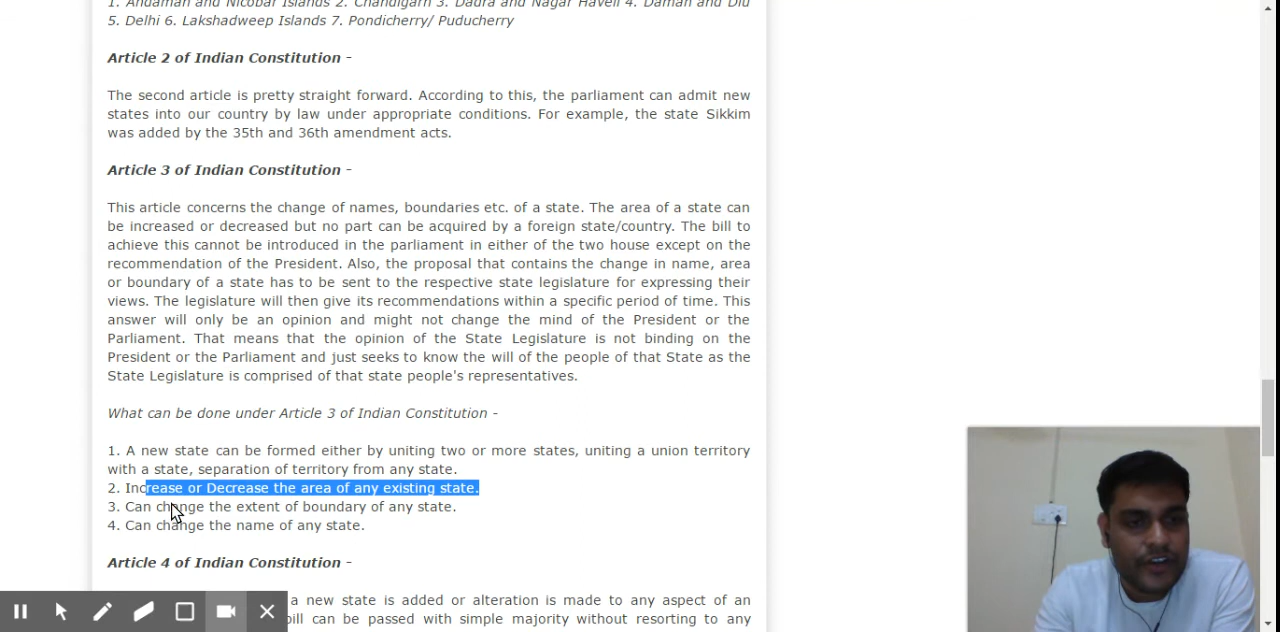 1. Andaman and Nicobar Islands 2. Chandigarh 3. Dadra and Nagar Haveli 4. Daman and Diu
5. Delhi 6. Lakshadweep Islands 7. Pondicherry/ Puducherry
Article 2 of Indian Constitution -
The second article is pretty straight forward. According to this, the parliament can admit new
states into our country by law under appropriate conditions. For example, the state Sikkim
was added by the 35th and 36th amendment acts.
Article 3 of Indian Constitution -
This article concerns the change of names, boundaries etc. of a state. The area of a state can
be increased or decreased but no part can be acquired by a foreign state/country. The bill to
achieve this cannot be introduced in the parliament in either of the two house except on the
recommendation of the President. Also, the proposal that contains the change in name, area
or boundary of a state has to be sent to the respective state legislature for expressing their
views. The legislature will then give its recommendations within a specific period of time. This
answer will only be an opinion and might not change the mind of the President or the
Parliament. That means that the opinion of the State Legislature is not binding on the
President or the Parliament and just seeks to know the will of the people of that State as the
State Legislature is comprised of that state people's representatives.
What can be done under Article 3 of Indian Constitution -
1. A new state can be formed either by uniting two or more states, uniting a union territory
with a state, separation of territory from any state.
2. Increase or Decrease the area of any existing state.
3. Can change the extent of boundary of any state.
4. Can change the name of any state.
Article 4 of Indian Constitution -
a new state is added or alteration is made to any aspect of an
bill can be passed with simple majority without resorting to any